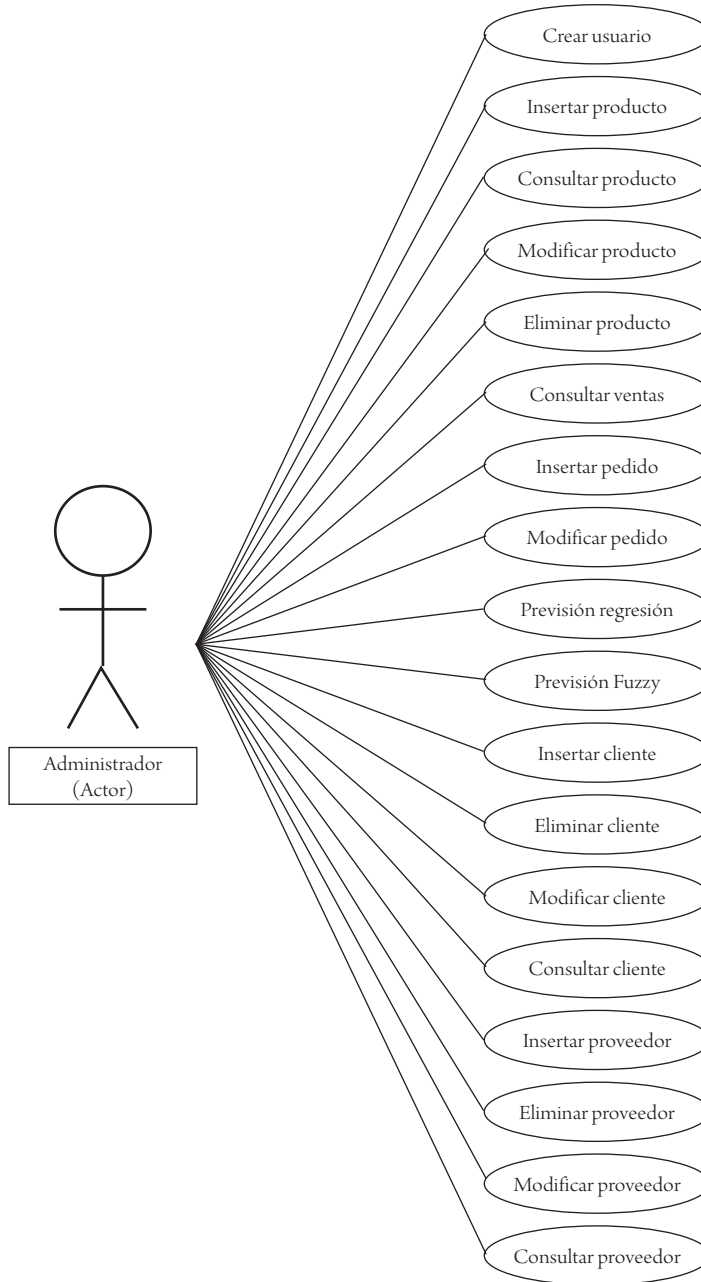 Crear usuario
Insertar producto
Consultar producto
Modificar producto
Eliminar producto
Consultar ventas
Insertar pedido
Modificar pedido
Previsión regresión
Previsión Fuzzy
Insertar cliente
Eliminar cliente
Modificar cliente
Consultar cliente
Insertar proveedor
Eliminar proveedor
Modificar proveedor
Consultar proveedor
Administrador
(Actor)